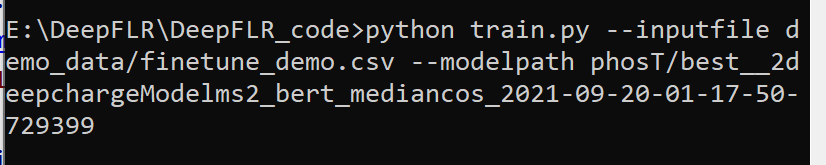 E:\DeepFLR\DeepFLR_code>python train.py --inputfile d
emo_data/finetune_demo.csv --modelpath phosT/best__2d
eepchargeModelms2_bert_mediancos_2021-09-20-01-17-50-
729399